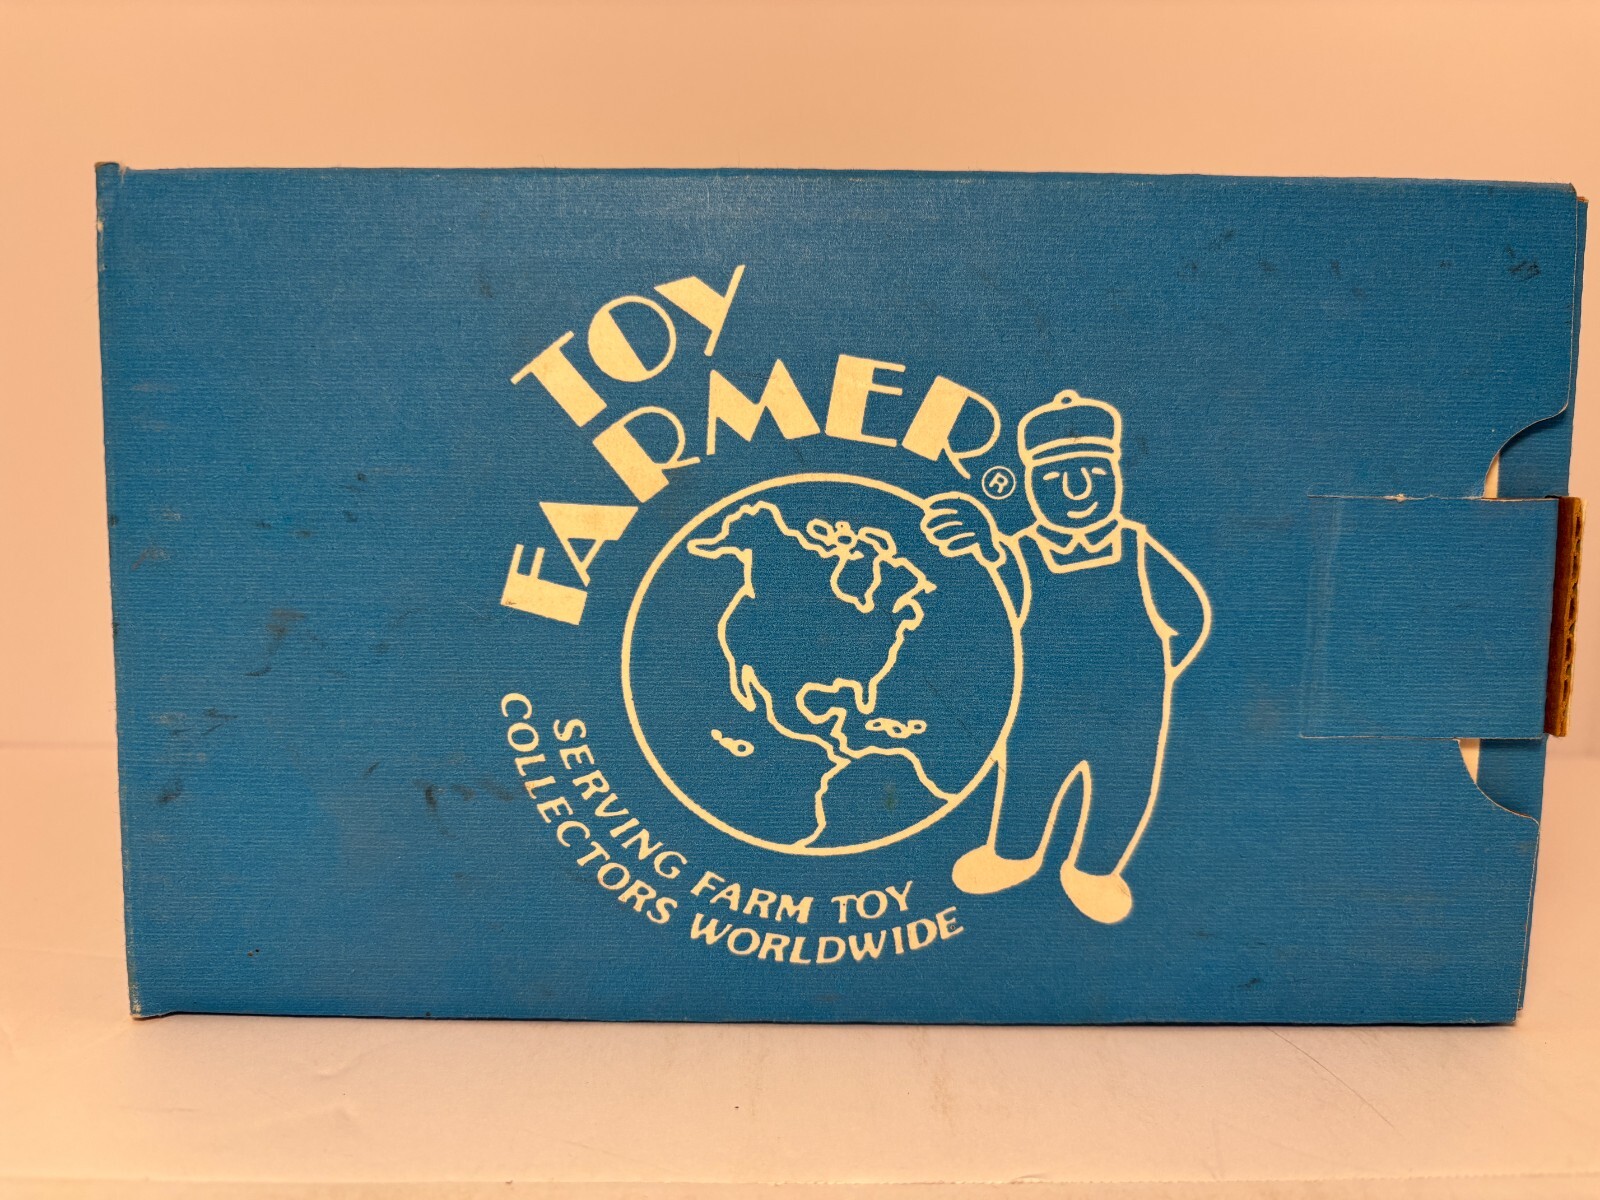 TOY
FARMER®
SERVING FARM TOY
COLLECTORS WORLDWIDE